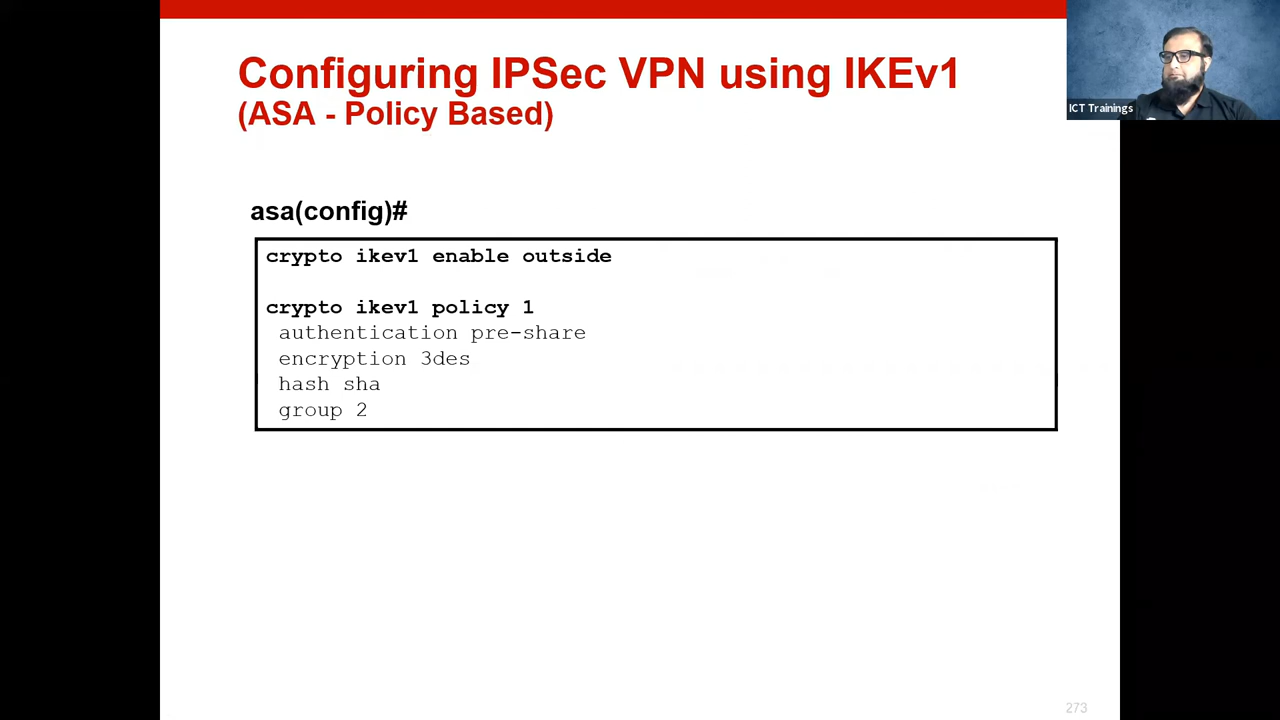 Configuring IPSec VPN using IKEv1
(ASA - Policy Based)
ICT Trainings
asa(config)#
crypto ikev1 enable outside
crypto ikev1 policy 1
authentication pre-share
encryption 3des
hash sha
group 2
273